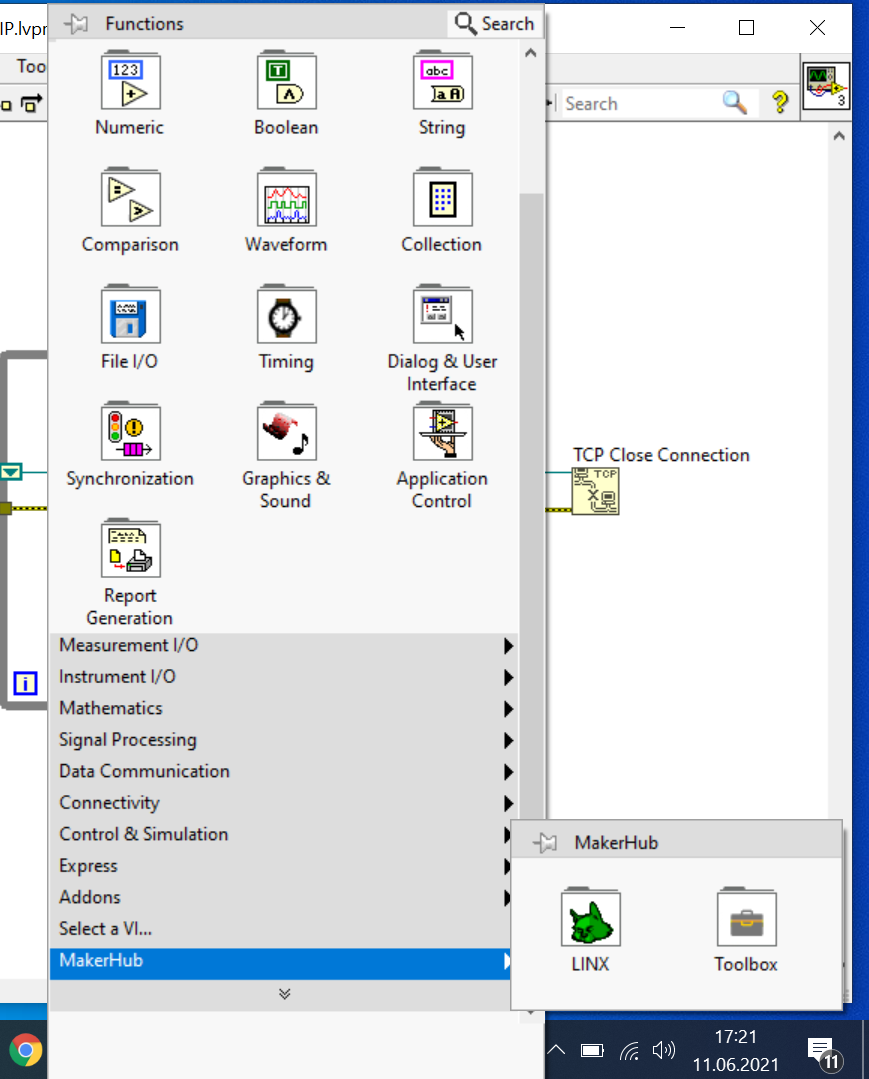 IP.lvpr
Functions
Search
Too
123
abc
a A
Search
3
Numeric
Boolean
String
Comparison
Waveform
Collection
File I/O
Timing
Dialog & User
Interface
Synchronization
Graphics &
Sound
Application
Control
TCP Close Connection
TCP
Report
Generation
i
Measurement I/O
Instrument I/O
Mathematics
Signal Processing
Data Communication
Connectivity
Control & Simulation
Express
Addons
Select a VI...
MakerHub
MakerHub
LINX
Toolbox
17:21
11.06.2021
11